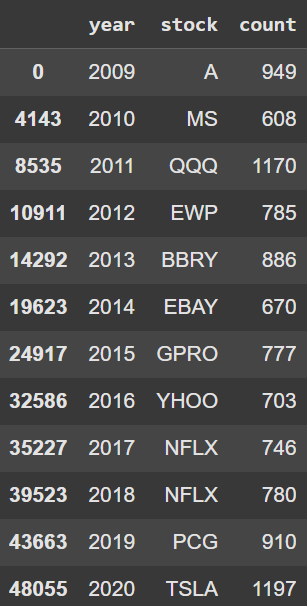 year stock count
0 2009 A 949
4143 2010 MS 608
8535 2011 QQQ 1170
10911 2012 EWP 785
14292 2013 BBRY 886
19623 2014 EBAY 670
24917 2015 GPRO 777
32586 2016 YHOO 703
35227 2017 NFLX 746
39523 2018 NFLX 780
43663 2019 PCG 910
48055 2020 TSLA 1197